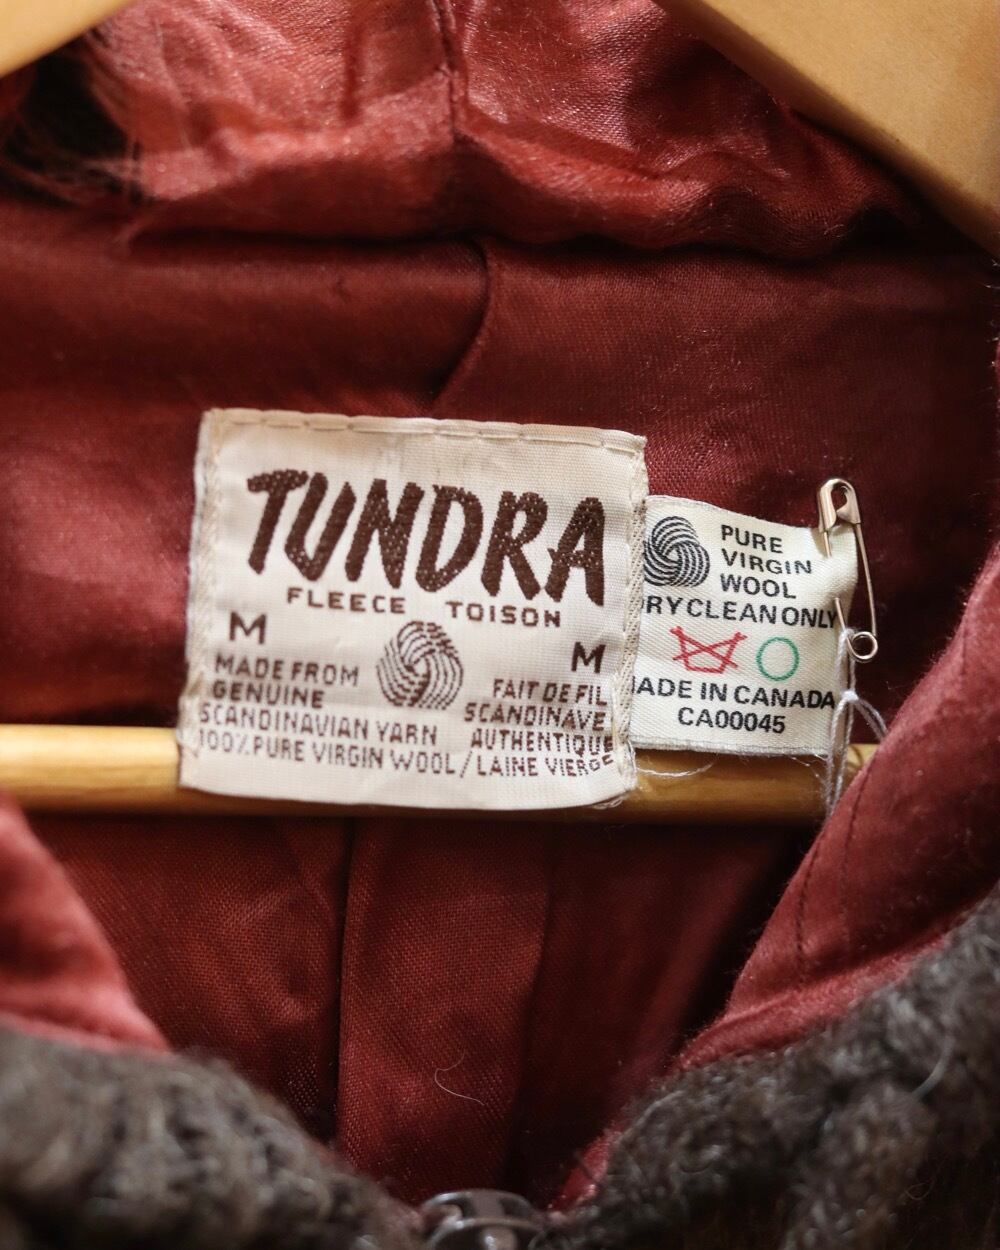 TUNDRA
FLEECE TOISON
M M
MADE FROM
GENUINE
SCANDINAVIAN YARN
FAIT DE FIL
SCANDINAVE
AUTHENTIQUE
100% PURE VIRGIN WOOL/LAINE VIERGE
PURE
VIRGIN
WOOL
RY CLEAN ONLY
ADE IN CANADA
CA00045